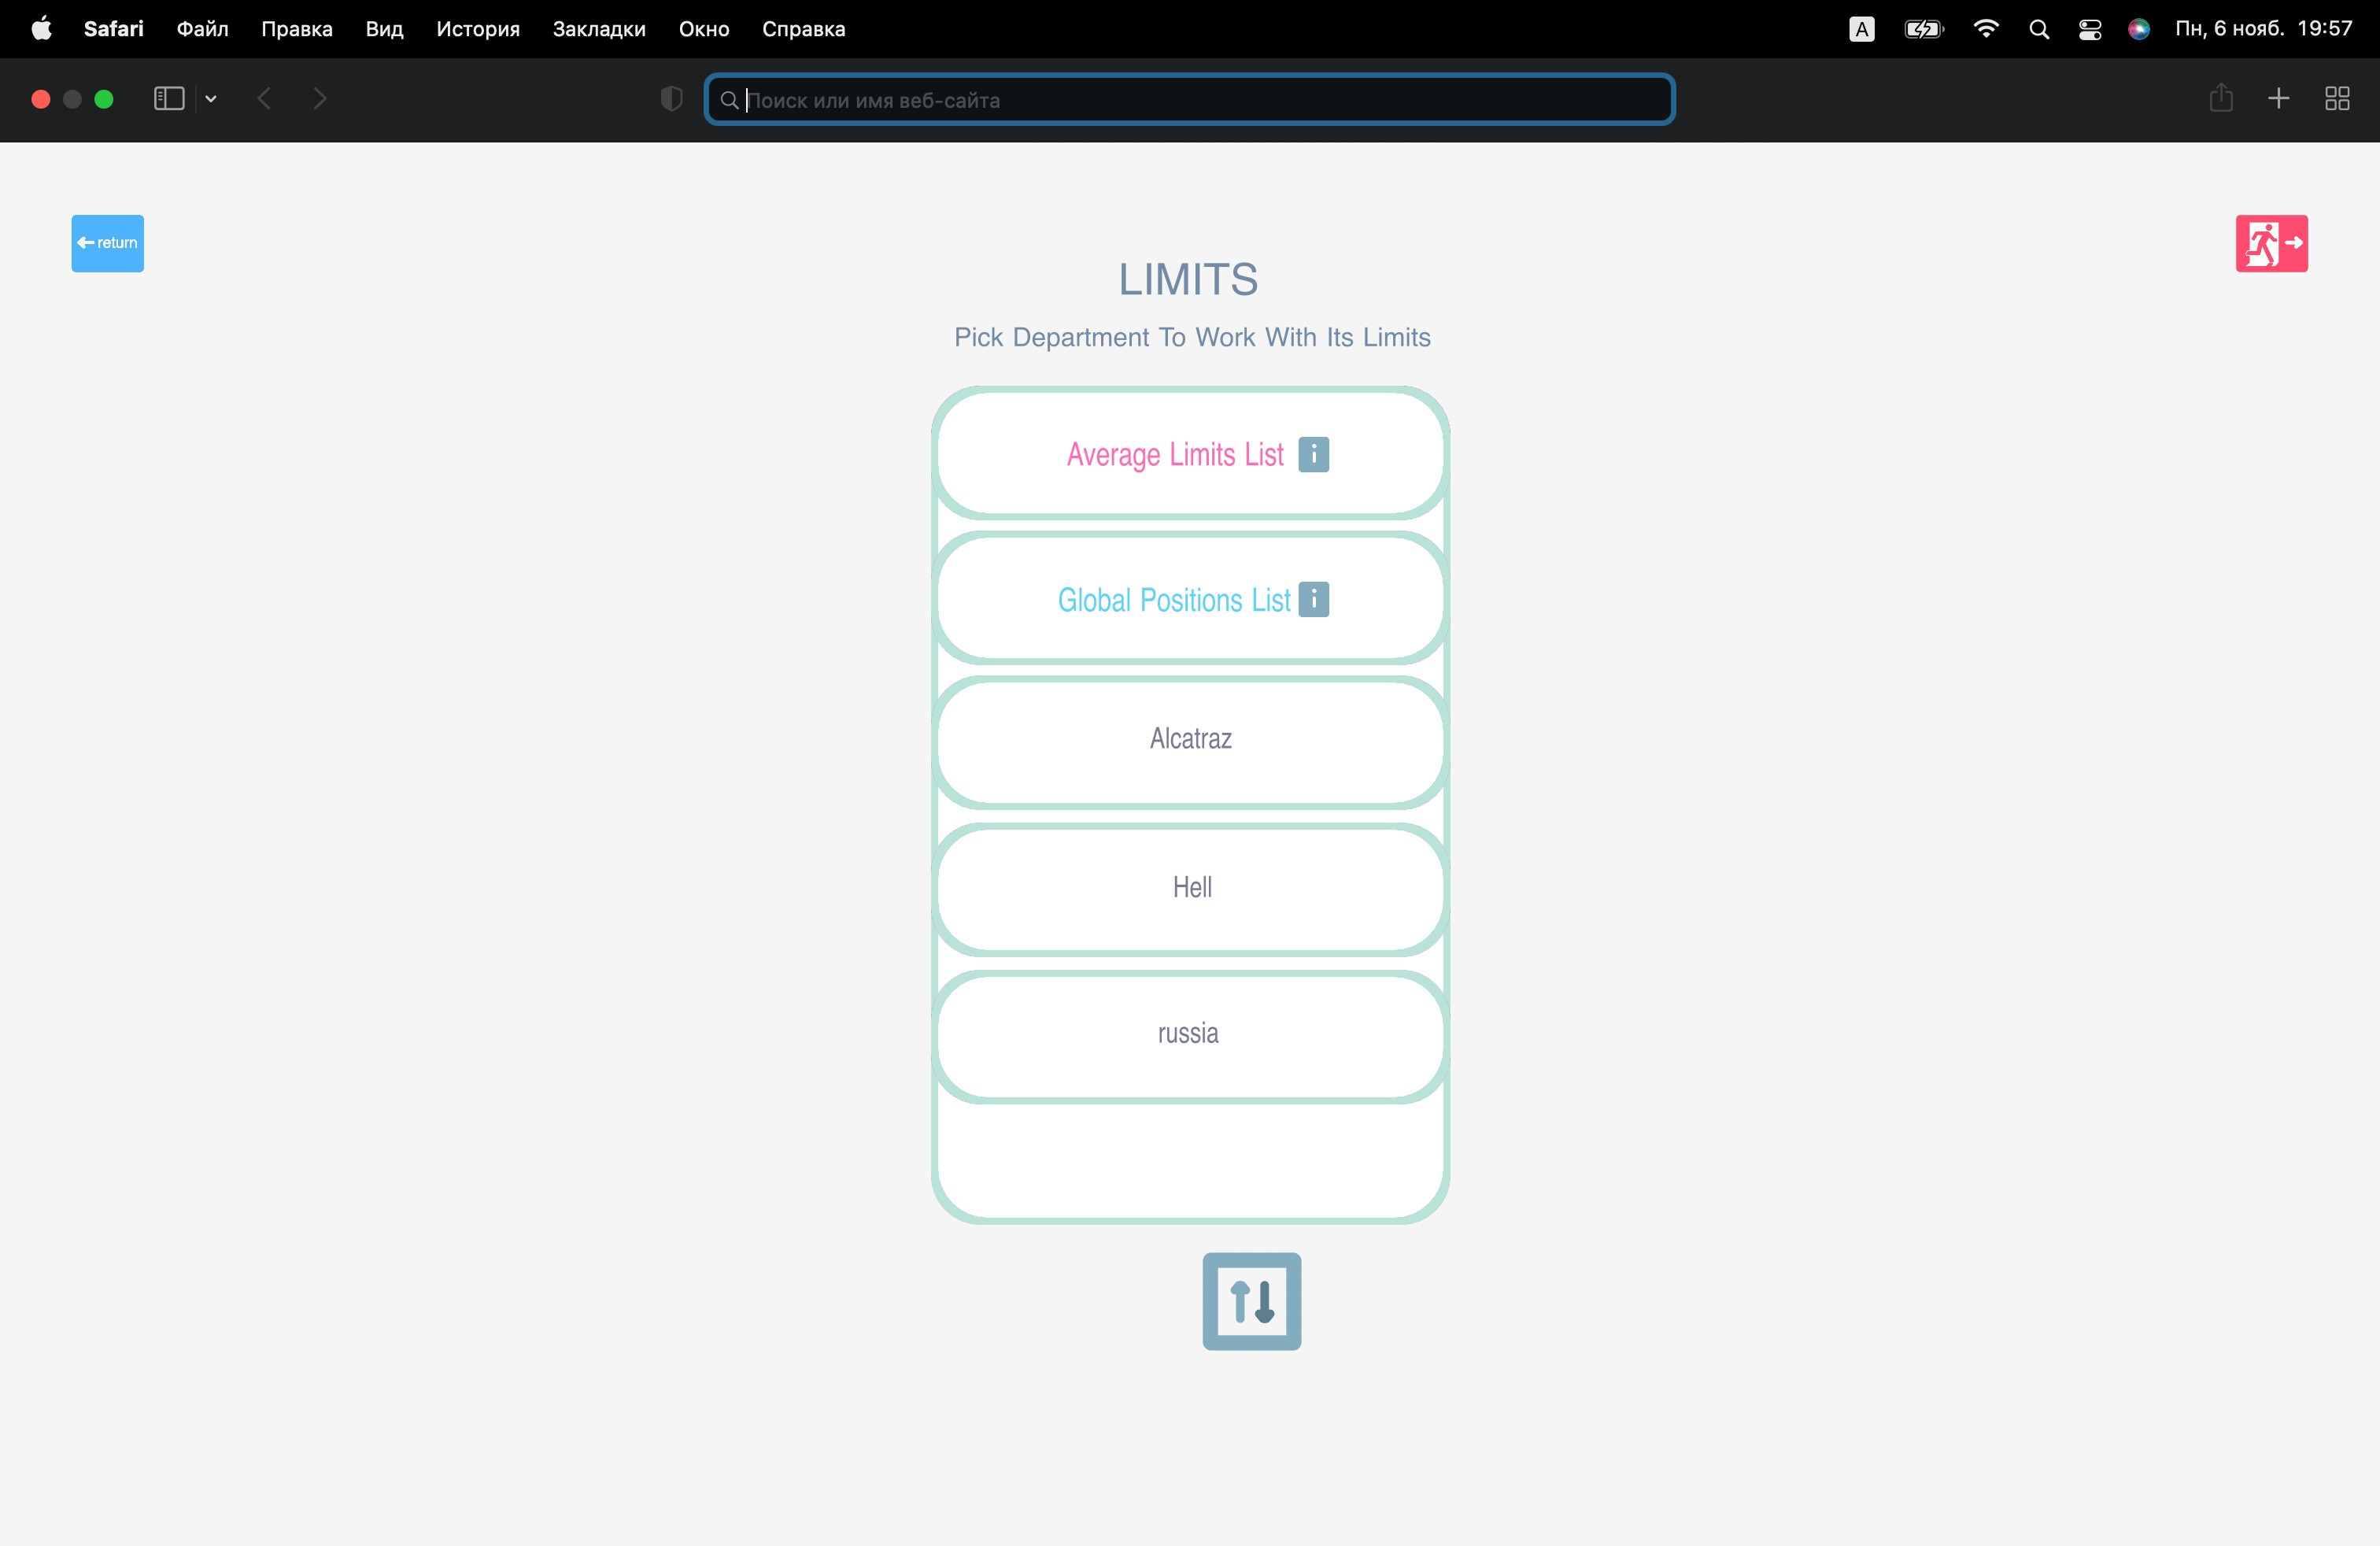 Safari Файл Правка Вид История Закладки Окно Справка A Пн, 6 нояб. 19:57
Поиск или имя веб-сайта
return
LIMITS
Pick Department To Work With Its Limits
Average Limits List i
Global Positions List i
Alcatraz
Hell
russia